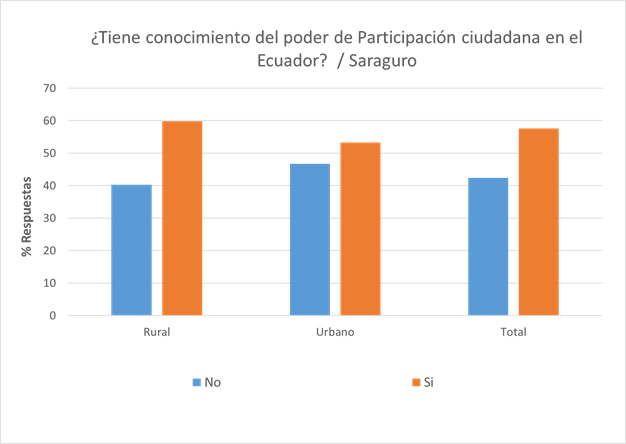 ¿Tiene conocimiento del poder de Participación ciudadana en el
Ecuador?  / Saraguro
70
60
50
40
30
20
10
0
% Respuestas
Rural
Urbano
Total
No
Si